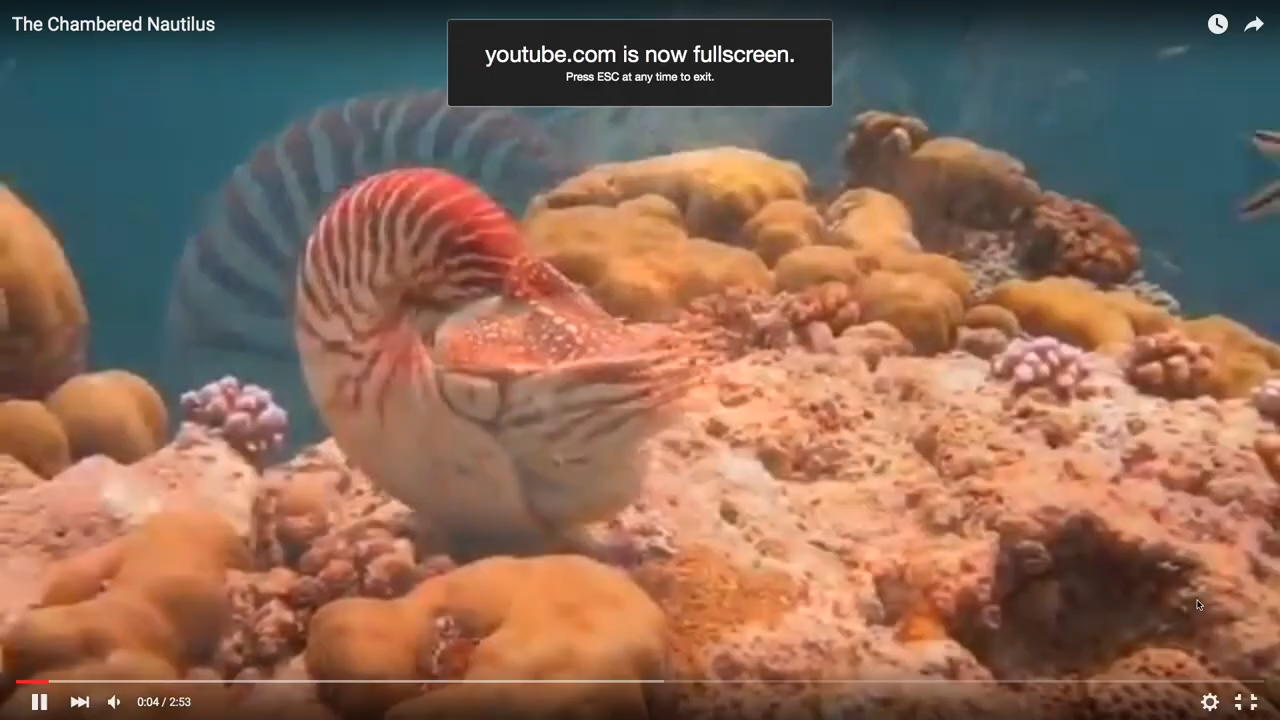 The Chambered Nautilus
youtube.com is now fullscreen.
Press ESC at any time to exit.
0:04 / 2:53